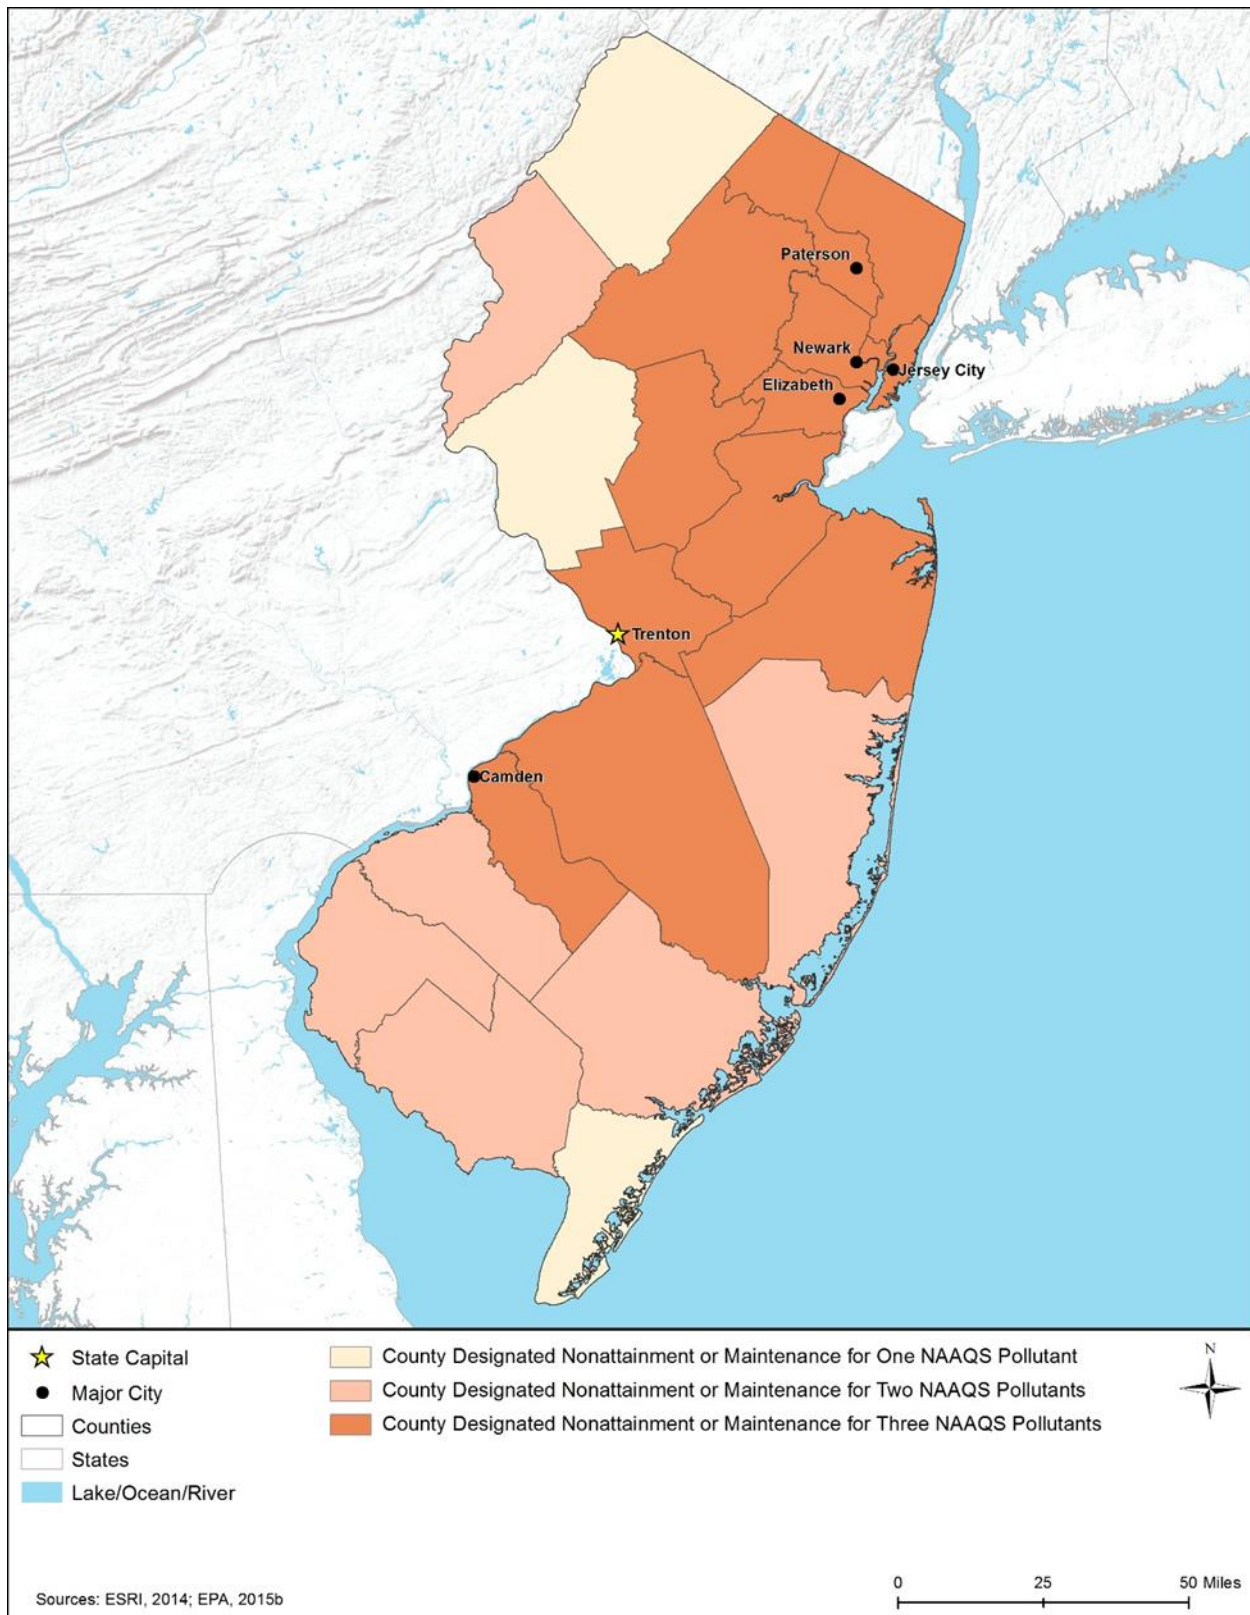 Paterson
Newark
Jersey City
Elizabeth
Trenton
Camden
State Capital
Major City
Counties
States
Lake/Ocean/River
County Designated Nonattainment or Maintenance for One NAAQS Pollutant
County Designated Nonattainment or Maintenance for Two NAAQS Pollutants
County Designated Nonattainment or Maintenance for Three NAAQS Pollutants
N
Sources: ESRI, 2014; EPA, 2015b
0 25 50 Miles